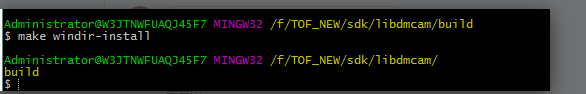 Administrator@W3JTNWFUAQJ45F7 MINGW32 /f/TOF_NEW/sdk/libdmcam/build
$ make windir-install
Administrator@W3JTNWFUAQJ45F7 MINGW32 /f/TOF_NEW/sdk/libdmcam/
build
$